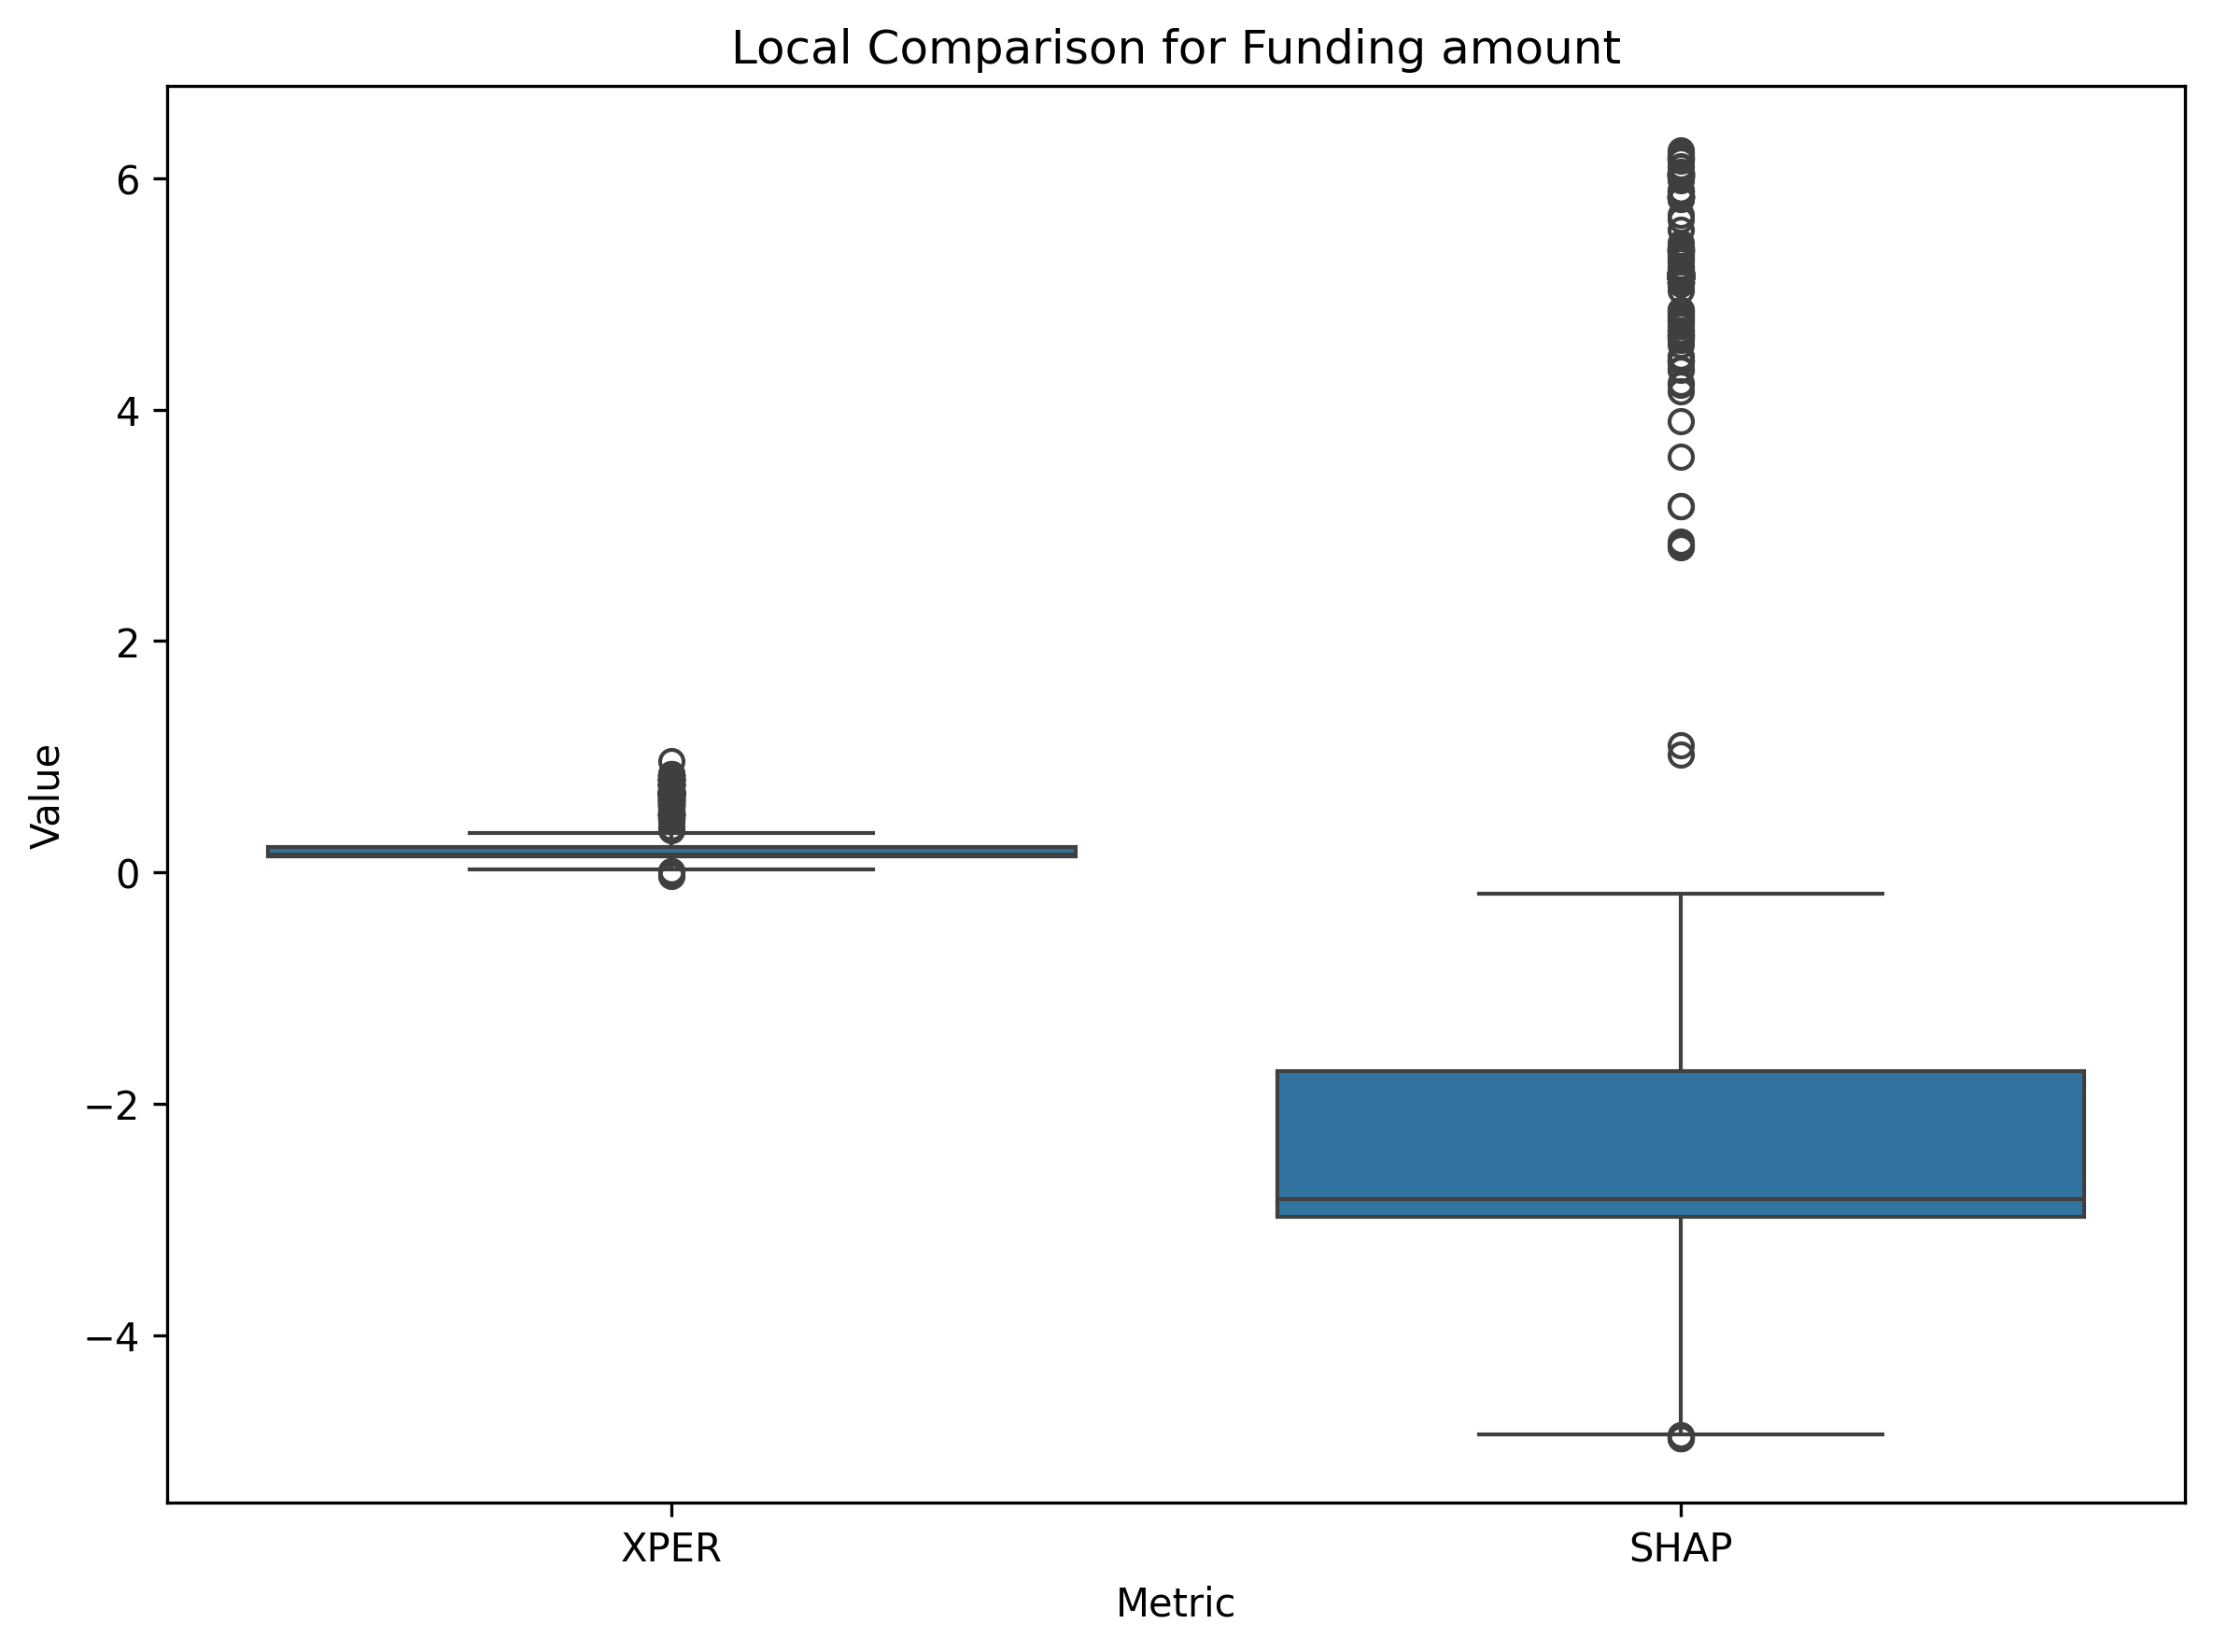 Local Comparison for Funding amount
6
4
2
0
−2
−4
Value
XPER
SHAP
Metric